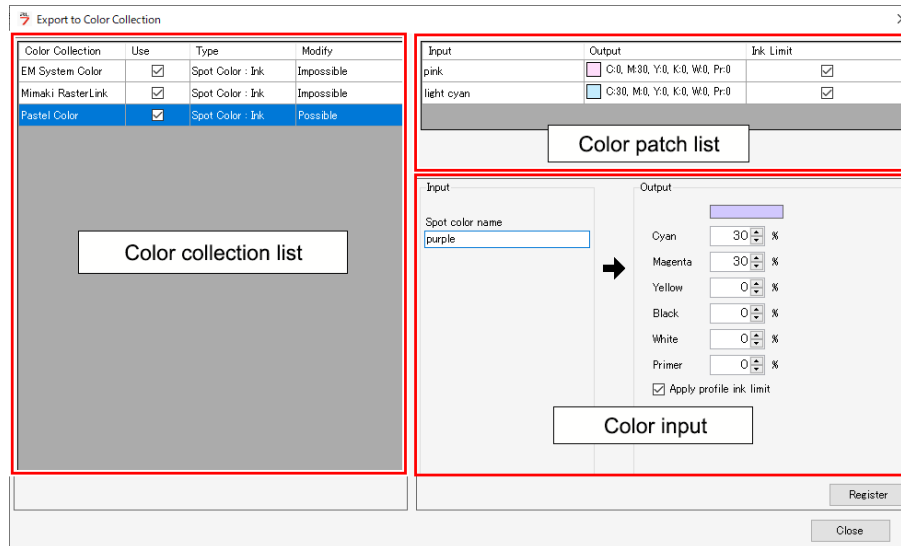 Export to Color Collection
Color Collection Use Type Modify
EM System Color Spot Color : Ink Impossible
Mimaki RasterLink Spot Color : Ink Impossible
Pastel Color Spot Color : Ink Possible
Color collection list
Input Output Ink Limit
pink C:0, M:30, Y:0, K:0, W:0, Pr:0
light cyan C:30, M:0, Y:0, K:0, W:0, Pr:0
Color patch list
Input
Spot color name
purple
Output
Cyan 30 %
Magenta 30 %
Yellow 0 %
Black 0 %
White 0 %
Primer 0 %
Apply profile ink limit
Color input
Register
Close